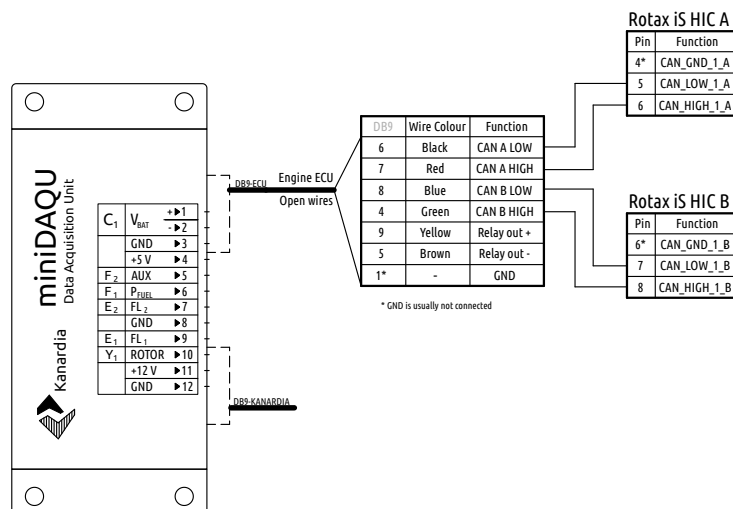 Rotax iS HIC A
Pin Function
4* CAN_GND_1_A
5 CAN_LOW_1_A
6 CAN_HIGH_1_A
DB9 Wire Colour Function
6 Black CAN A LOW
7 Red CAN A HIGH
8 Blue CAN B LOW
4 Green CAN B HIGH
9 Yellow Relay out +
5 Brown Relay out -
1* - GND
* GND is usually not connected
Rotax iS HIC B
Pin Function
6* CAN_GND_1_B
7 CAN_LOW_1_B
8 CAN_HIGH_1_B
DB9-ECU
Engine ECU
Open wires
miniDAQU
Data Acquisition Unit
Kanardia
C₁ V_BAT + ▶1
- ▶2
GND ▶3
+5 V ▶4
F₂ AUX ▶5
F₁ P_FUEL ▶6
E₂ FL₂ ▶7
GND ▶8
E₁ FL₁ ▶9
Y₁ ROTOR ▶10
+12 V ▶11
GND ▶12
DB9-KANARDIA